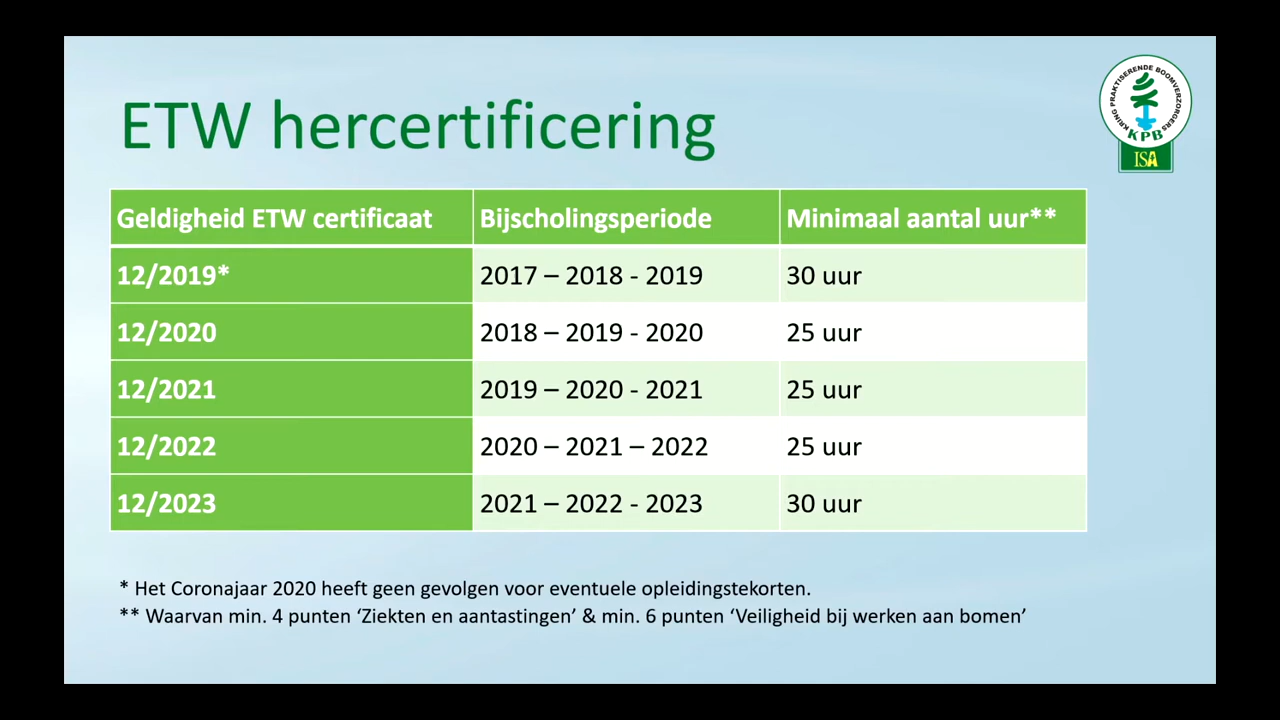 ETW hercertificering
KRING PRAKTISERENDE BOOMVERZORGERS
KPB
ISA
Geldigheid ETW certificaat Bijscholingsperiode Minimaal aantal uur**
12/2019* 2017 – 2018 - 2019 30 uur
12/2020 2018 – 2019 - 2020 25 uur
12/2021 2019 – 2020 - 2021 25 uur
12/2022 2020 – 2021 – 2022 25 uur
12/2023 2021 – 2022 - 2023 30 uur
* Het Coronajaar 2020 heeft geen gevolgen voor eventuele opleidingstekorten.
** Waarvan min. 4 punten ‘Ziekten en aantastingen’ & min. 6 punten ‘Veiligheid bij werken aan bomen’